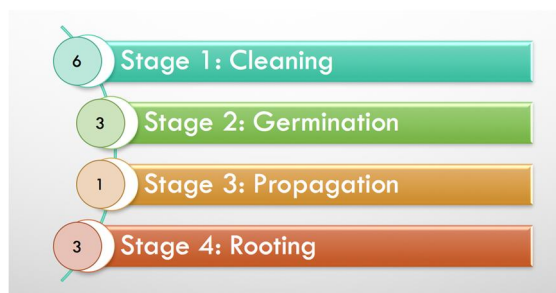 6 Stage 1: Cleaning
3 Stage 2: Germination
1 Stage 3: Propagation
3 Stage 4: Rooting